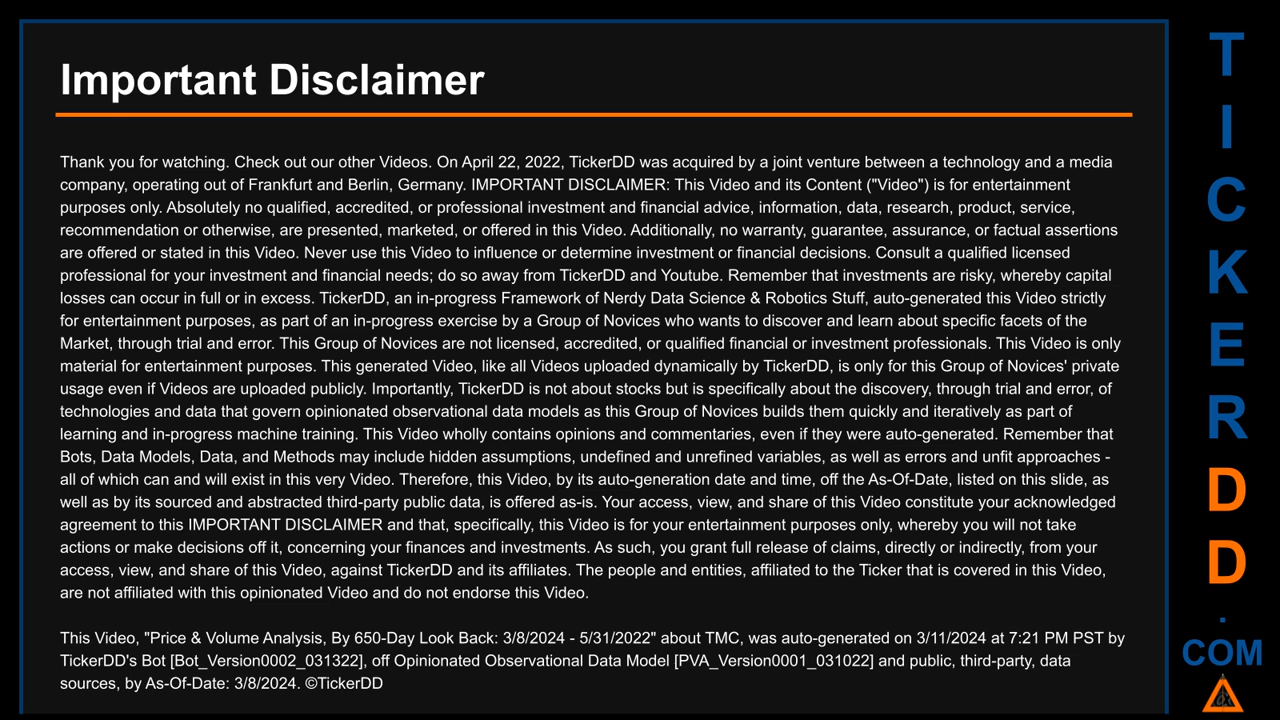 Important Disclaimer
Thank you for watching. Check out our other Videos. On April 22, 2022, TickerDD was acquired by a joint venture between a technology and a media
company, operating out of Frankfurt and Berlin, Germany. IMPORTANT DISCLAIMER: This Video and its Content ("Video") is for entertainment
purposes only. Absolutely no qualified, accredited, or professional investment and financial advice, information, data, research, product, service,
recommendation or otherwise, are presented, marketed, or offered in this Video. Additionally, no warranty, guarantee, assurance, or factual assertions
are offered or stated in this Video. Never use this Video to influence or determine investment or financial decisions. Consult a qualified licensed
professional for your investment and financial needs; do so away from TickerDD and Youtube. Remember that investments are risky, whereby capital
losses can occur in full or in excess. TickerDD, an in-progress Framework of Nerdy Data Science & Robotics Stuff, auto-generated this Video strictly
for entertainment purposes, as part of an in-progress exercise by a Group of Novices who wants to discover and learn about specific facets of the
Market, through trial and error. This Group of Novices are not licensed, accredited, or qualified financial or investment professionals. This Video is only
material for entertainment purposes. This generated Video, like all Videos uploaded dynamically by TickerDD, is only for this Group of Novices' private
usage even if Videos are uploaded publicly. Importantly, TickerDD is not about stocks but is specifically about the discovery, through trial and error, of
technologies and data that govern opinionated observational data models as this Group of Novices builds them quickly and iteratively as part of
learning and in-progress machine training. This Video wholly contains opinions and commentaries, even if they were auto-generated. Remember that
Bots, Data Models, Data, and Methods may include hidden assumptions, undefined and unrefined variables, as well as errors and unfit approaches -
all of which can and will exist in this very Video. Therefore, this Video, by its auto-generation date and time, off the As-Of-Date, listed on this slide, as
well as by its sourced and abstracted third-party public data, is offered as-is. Your access, view, and share of this Video constitute your acknowledged
agreement to this IMPORTANT DISCLAIMER and that, specifically, this Video is for your entertainment purposes only, whereby you will not take
actions or make decisions off it, concerning your finances and investments. As such, you grant full release of claims, directly or indirectly, from your
access, view, and share of this Video, against TickerDD and its affiliates. The people and entities, affiliated to the Ticker that is covered in this Video,
are not affiliated with this opinionated Video and do not endorse this Video.
This Video, "Price & Volume Analysis, By 650-Day Look Back: 3/8/2024 - 5/31/2022" about TMC, was auto-generated on 3/11/2024 at 7:21 PM PST by
TickerDD's Bot [Bot_Version0002_031322], off Opinionated Observational Data Model [PVA_Version0001_031022] and public, third-party, data
sources, by As-Of-Date: 3/8/2024. ©TickerDD
T
I
C
K
E
R
D
D
.
COM